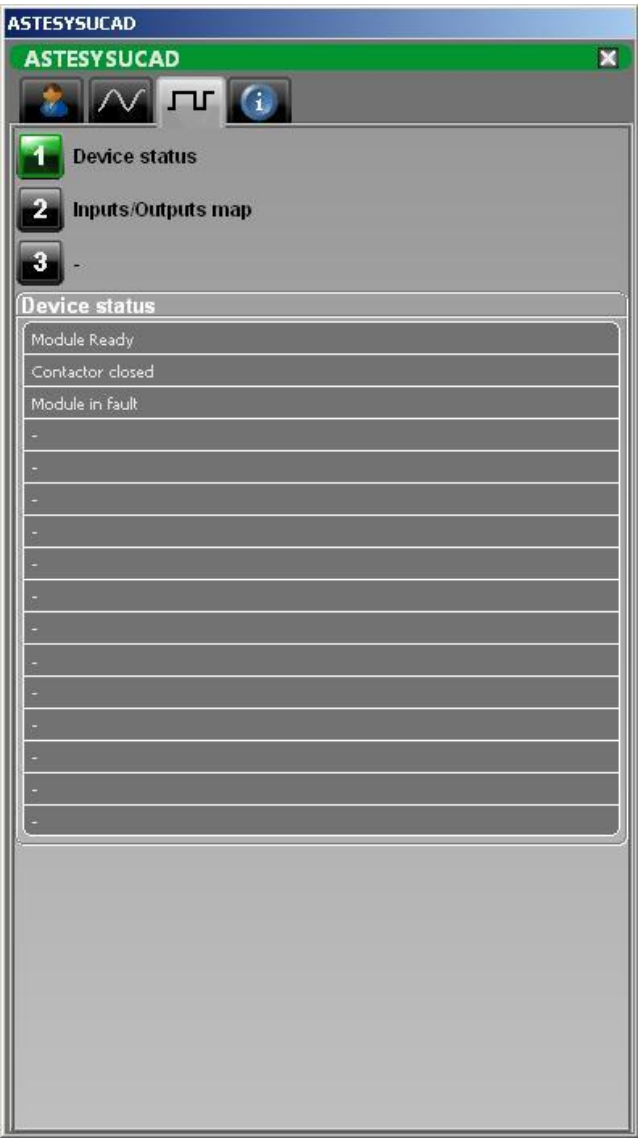 ASTESYSUCAD
ASTESYSUCAD
1 Device status
2 Inputs/Outputs map
3 -
Device status
Module Ready
Contactor closed
Module in fault
-
-
-
-
-
-
-
-
-
-
-
-
-